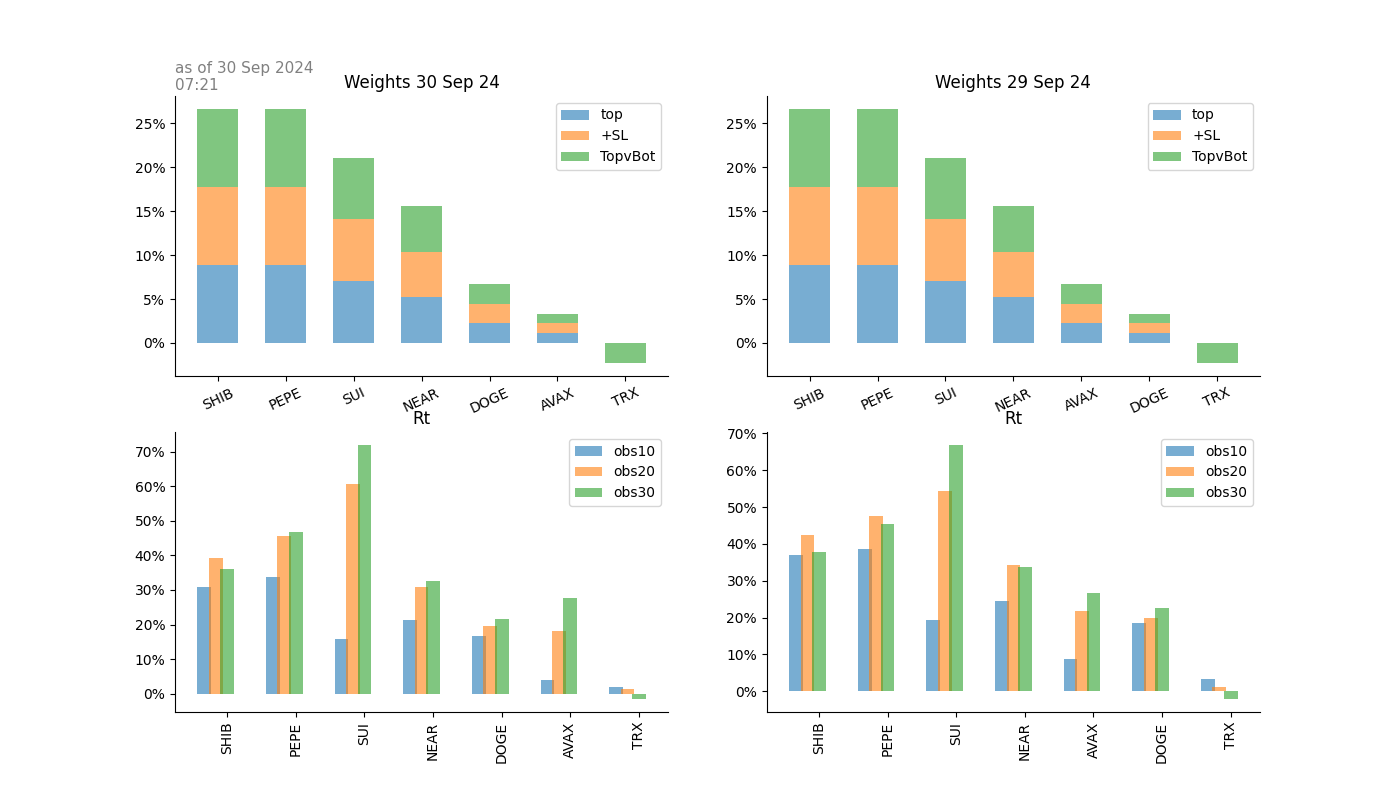 as of 30 Sep 2024
07:21
Weights 30 Sep 24
25%
20%
15%
10%
5%
0%
top
+SL
TopvBot
SHIB
PEPE
SUI
NEAR
DOGE
AVAX
TRX
Weights 29 Sep 24
25%
20%
15%
10%
5%
0%
top
+SL
TopvBot
SHIB
PEPE
SUI
NEAR
AVAX
DOGE
TRX
Rt
70%
60%
50%
40%
30%
20%
10%
0%
obs10
obs20
obs30
SHIB
PEPE
SUI
NEAR
DOGE
AVAX
TRX
Rt
70%
60%
50%
40%
30%
20%
10%
0%
obs10
obs20
obs30
SHIB
PEPE
SUI
NEAR
AVAX
DOGE
TRX